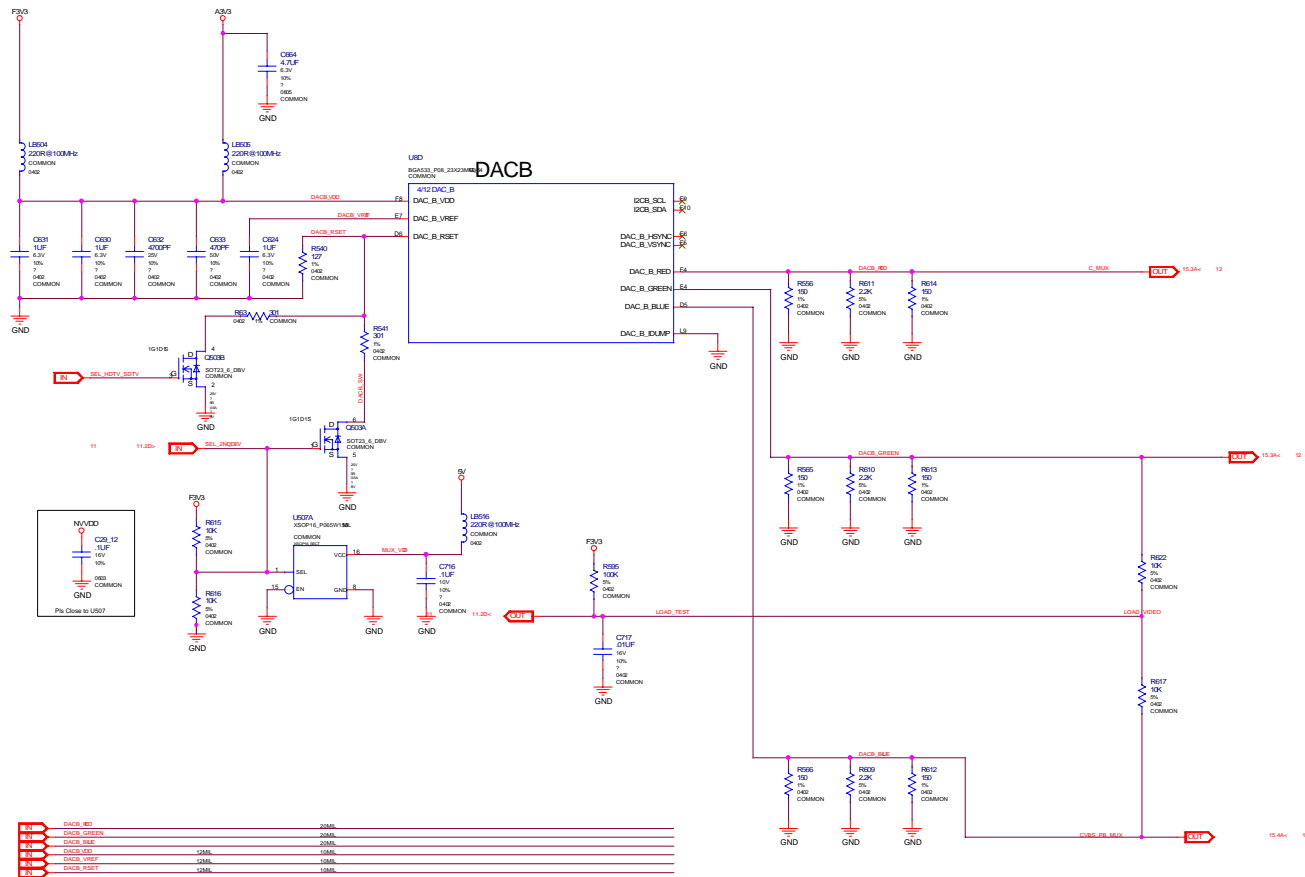 F3V3
A3V3
C664
4.7UF
6.3V
10%
?
0805
COMMON
GND
LB504
220R@100MHz
COMMON
0402
LB505
220R@100MHz
COMMON
0402
U8D
COMMON
DACB
4/12 DAC_B
DACB_VDD
F8
DAC_B_VDD
E7
DAC_B_VREF
DACB_RSET
D6
DAC_B_RSET
I2CB_SCL
I2CB_SDA
DAC_B_HSYNC
DAC_B_VSYNC
DAC_B_RED
F4
DAC_B_GREEN
E4
DAC_B_BLUE
D5
DAC_B_IDUMP
L9
GND
C631
1UF
6.3V
10%
?
0402
COMMON
C630
1UF
6.3V
10%
?
0402
COMMON
C632
4700PF
25V
10%
?
0402
COMMON
C633
470PF
50V
10%
?
0402
COMMON
C624
1UF
6.3V
10%
?
0402
COMMON
R540
127
1%
0402
COMMON
GND
R63
301
0402
1%
COMMON
R541
301
1%
0402
COMMON
DACB_SW
1G1D1S
D
4
Q503B
G
SOT23_6_DBV
COMMON
S
2
GND
IN
SEL_HDTV_SDTV
1G1D1S
D
6
Q503A
G
SOT23_6_DBV
COMMON
S
5
GND
11
11.2D>
IN
SEL_2NDDEV
DACB_RED
C_MUX
OUT
15.3A<
12
R556
150
1%
0402
COMMON
GND
R611
2.2K
5%
0402
COMMON
GND
R614
150
1%
0402
COMMON
GND
DACB_GREEN
OUT
15.3A<
12
R565
150
1%
0402
COMMON
GND
R610
2.2K
5%
0402
COMMON
GND
R613
150
1%
0402
COMMON
GND
NVVDD
C29_12
.1UF
16V
10%
0603
COMMON
GND
Pls Close to U507
F3V3
R615
10K
5%
0402
COMMON
R616
10K
5%
0402
COMMON
GND
U507A
COMMON
1
SEL
15
EN
VCC
16
GND
8
GND
GND
MUX_VDD
5V
LB516
220R@100MHz
COMMON
0402
C716
.1UF
10V
10%
?
0402
COMMON
GND
11
11.2D<
OUT
F3V3
R595
100K
5%
0402
COMMON
LOAD_TEST
LOAD_VIDEO
C717
.01UF
16V
10%
?
0402
COMMON
GND
R622
10K
5%
0402
COMMON
R617
10K
5%
0402
COMMON
R566
150
1%
0402
COMMON
GND
R609
2.2K
5%
0402
COMMON
GND
R612
150
1%
0402
COMMON
GND
CVBS_PB_MUX
OUT
15.4A<
IN
DACB_RED
20MIL
IN
DACB_GREEN
20MIL
IN
20MIL
IN
DACB_VDD
12MIL
10MIL
IN
DACB_VREF
12MIL
10MIL
IN
DACB_RSET
12MIL
10MIL